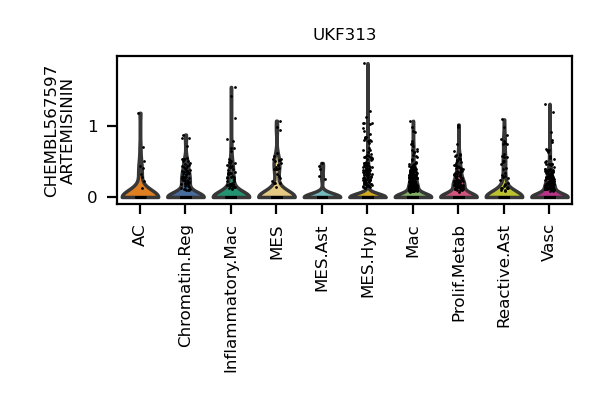 UKF313
CHEMBL567597
ARTEMISININ
1
0
AC
Chromatin.Reg
Inflammatory.Mac
MES
MES.Ast
MES.Hyp
Mac
Prolif.Metab
Reactive.Ast
Vasc